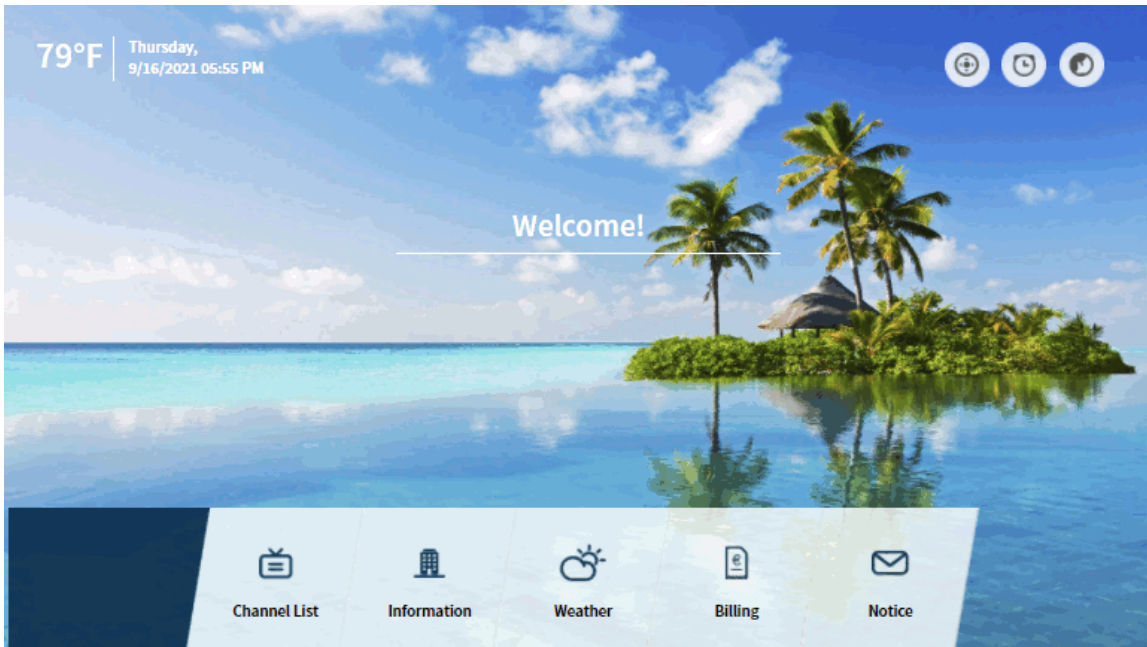 79°F
Thursday,
9/16/2021 05:55 PM
Welcome!
Channel List
Information
Weather
Billing
Notice